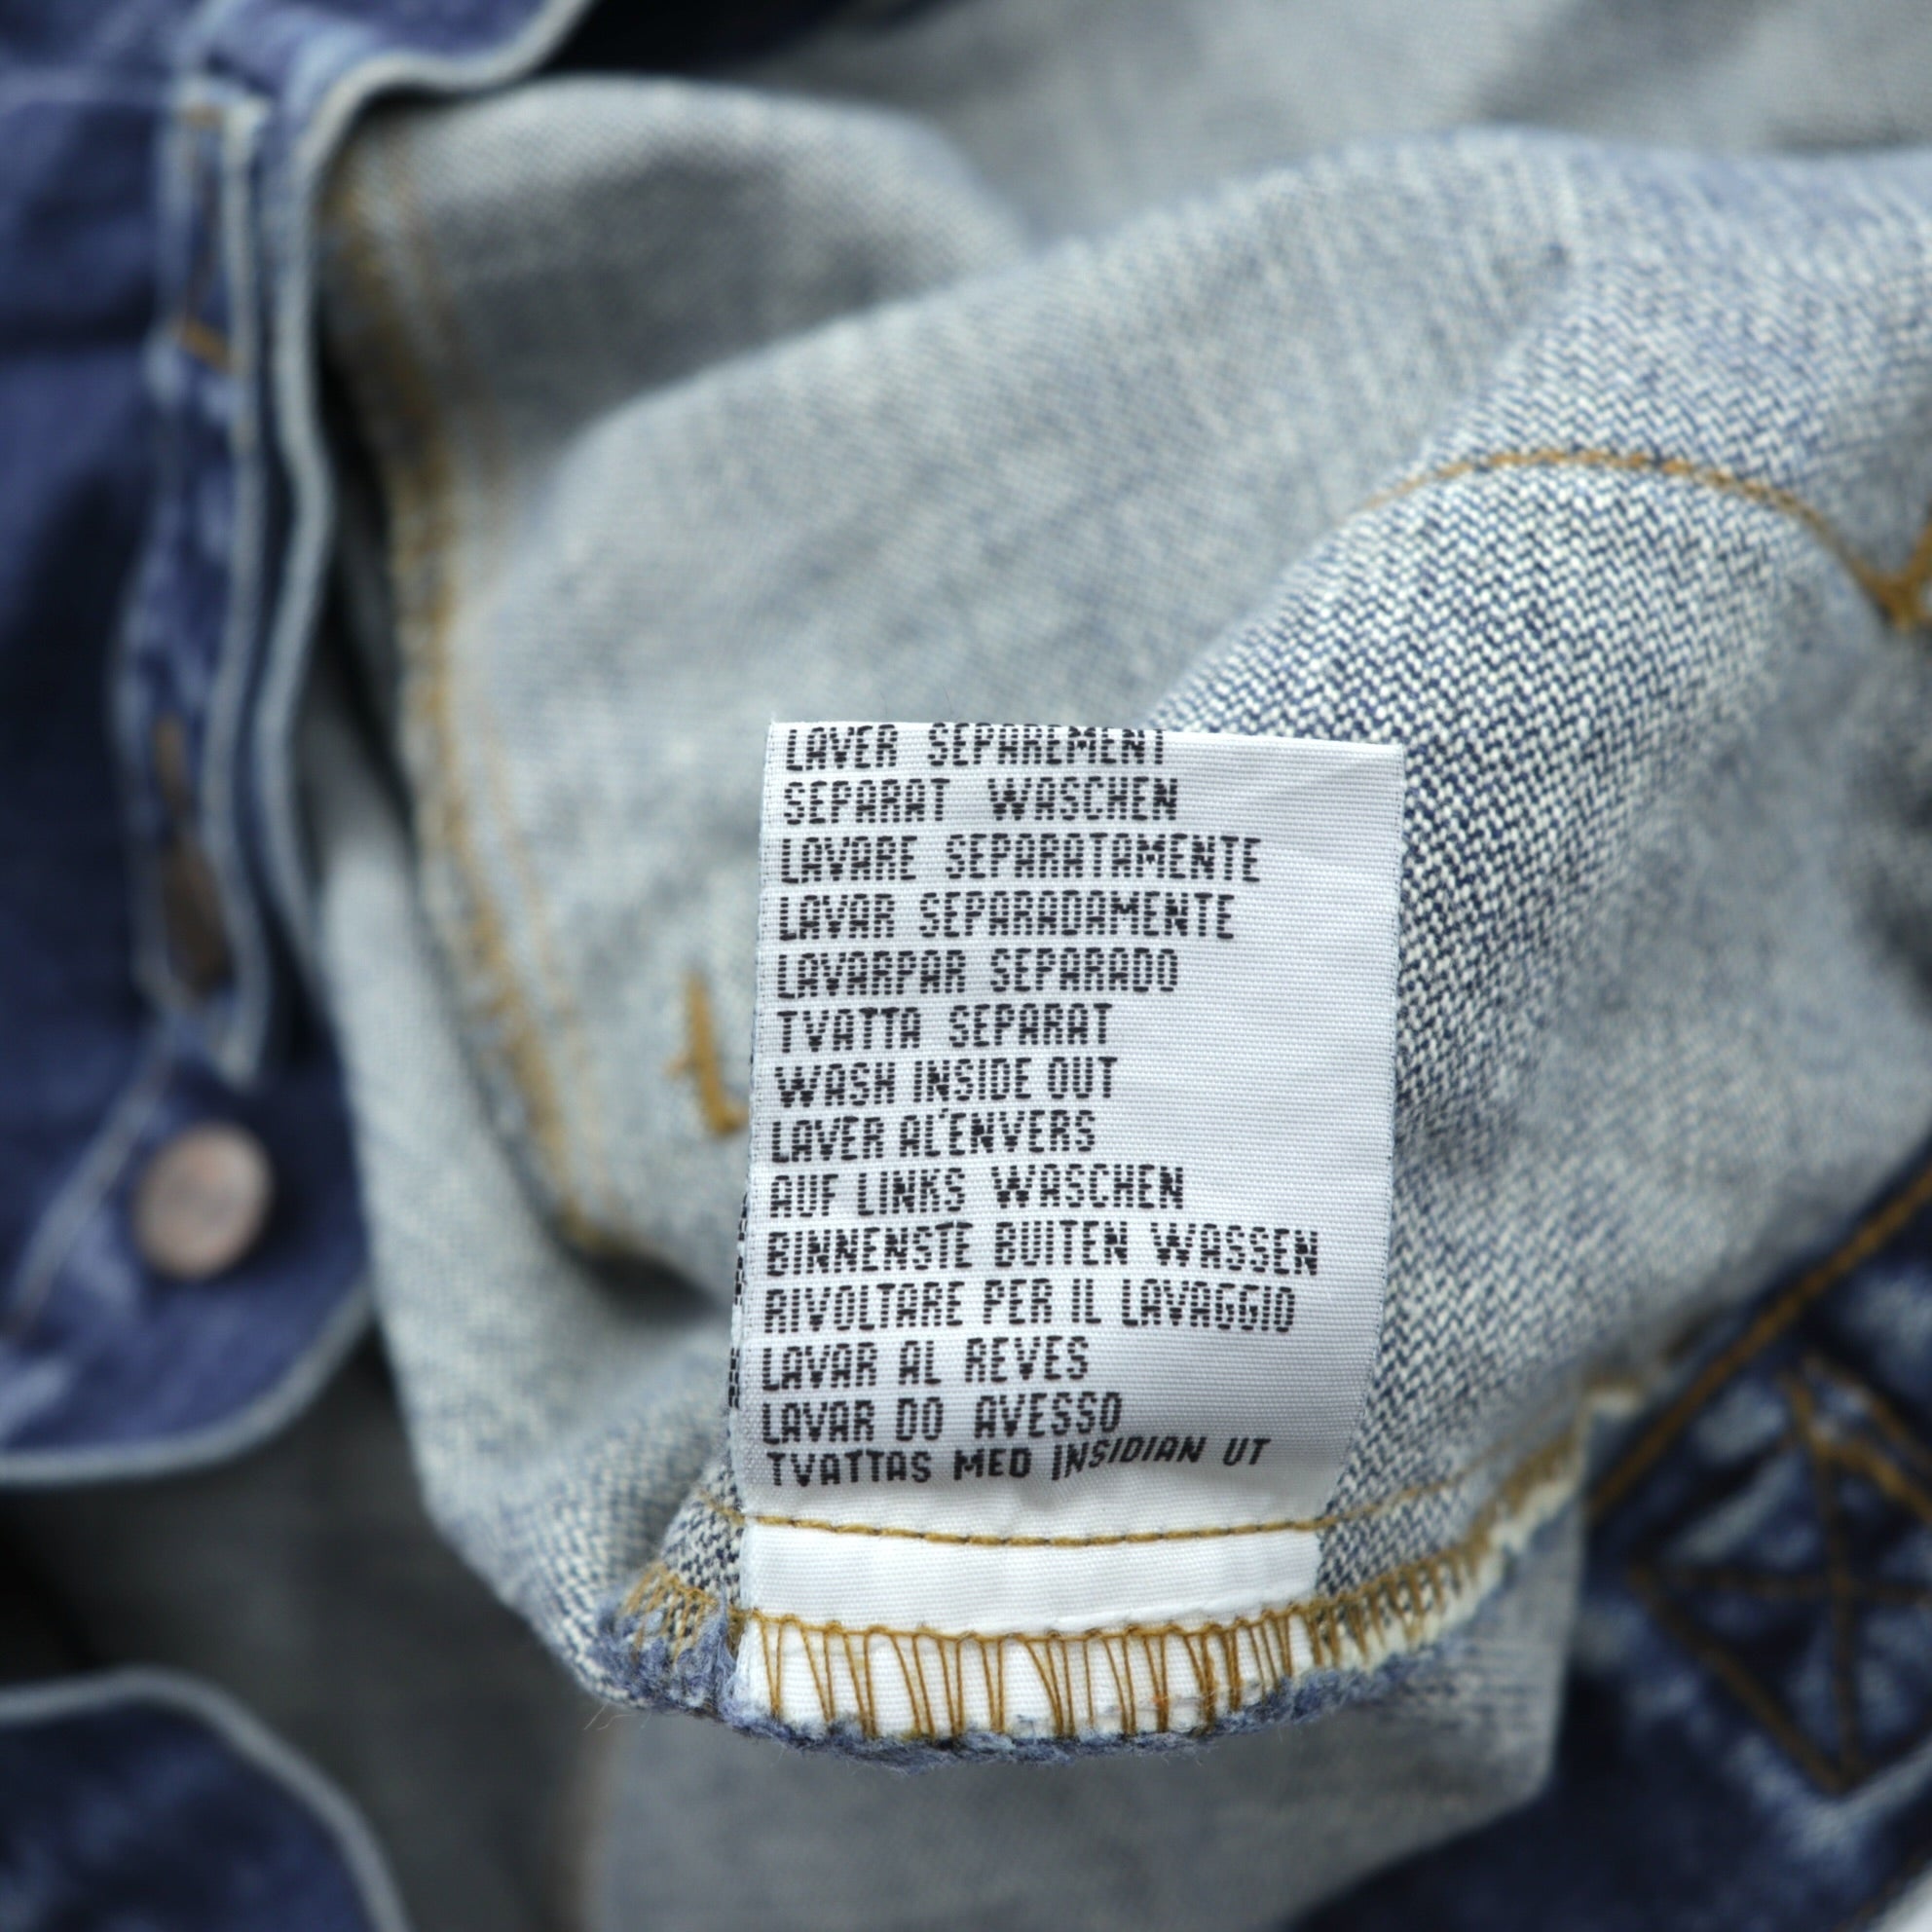 LAVER SEPAREMENT
SEPARAT WASCHEN
LAVARE SEPARATAMENTE
LAVAR SEPARADAMENTE
LAVARPAR SEPARADO
TVATTA SEPARAT
WASH INSIDE OUT
LAVER AL'ENVERS
AUF LINKS WASCHEN
BINNENSTE BUITEN WASSEN
RIVOLTARE PER IL LAVAGGIO
LAVAR AL REVES
LAVAR DO AVESSO
TVATTAS MED INSIDIAN UT